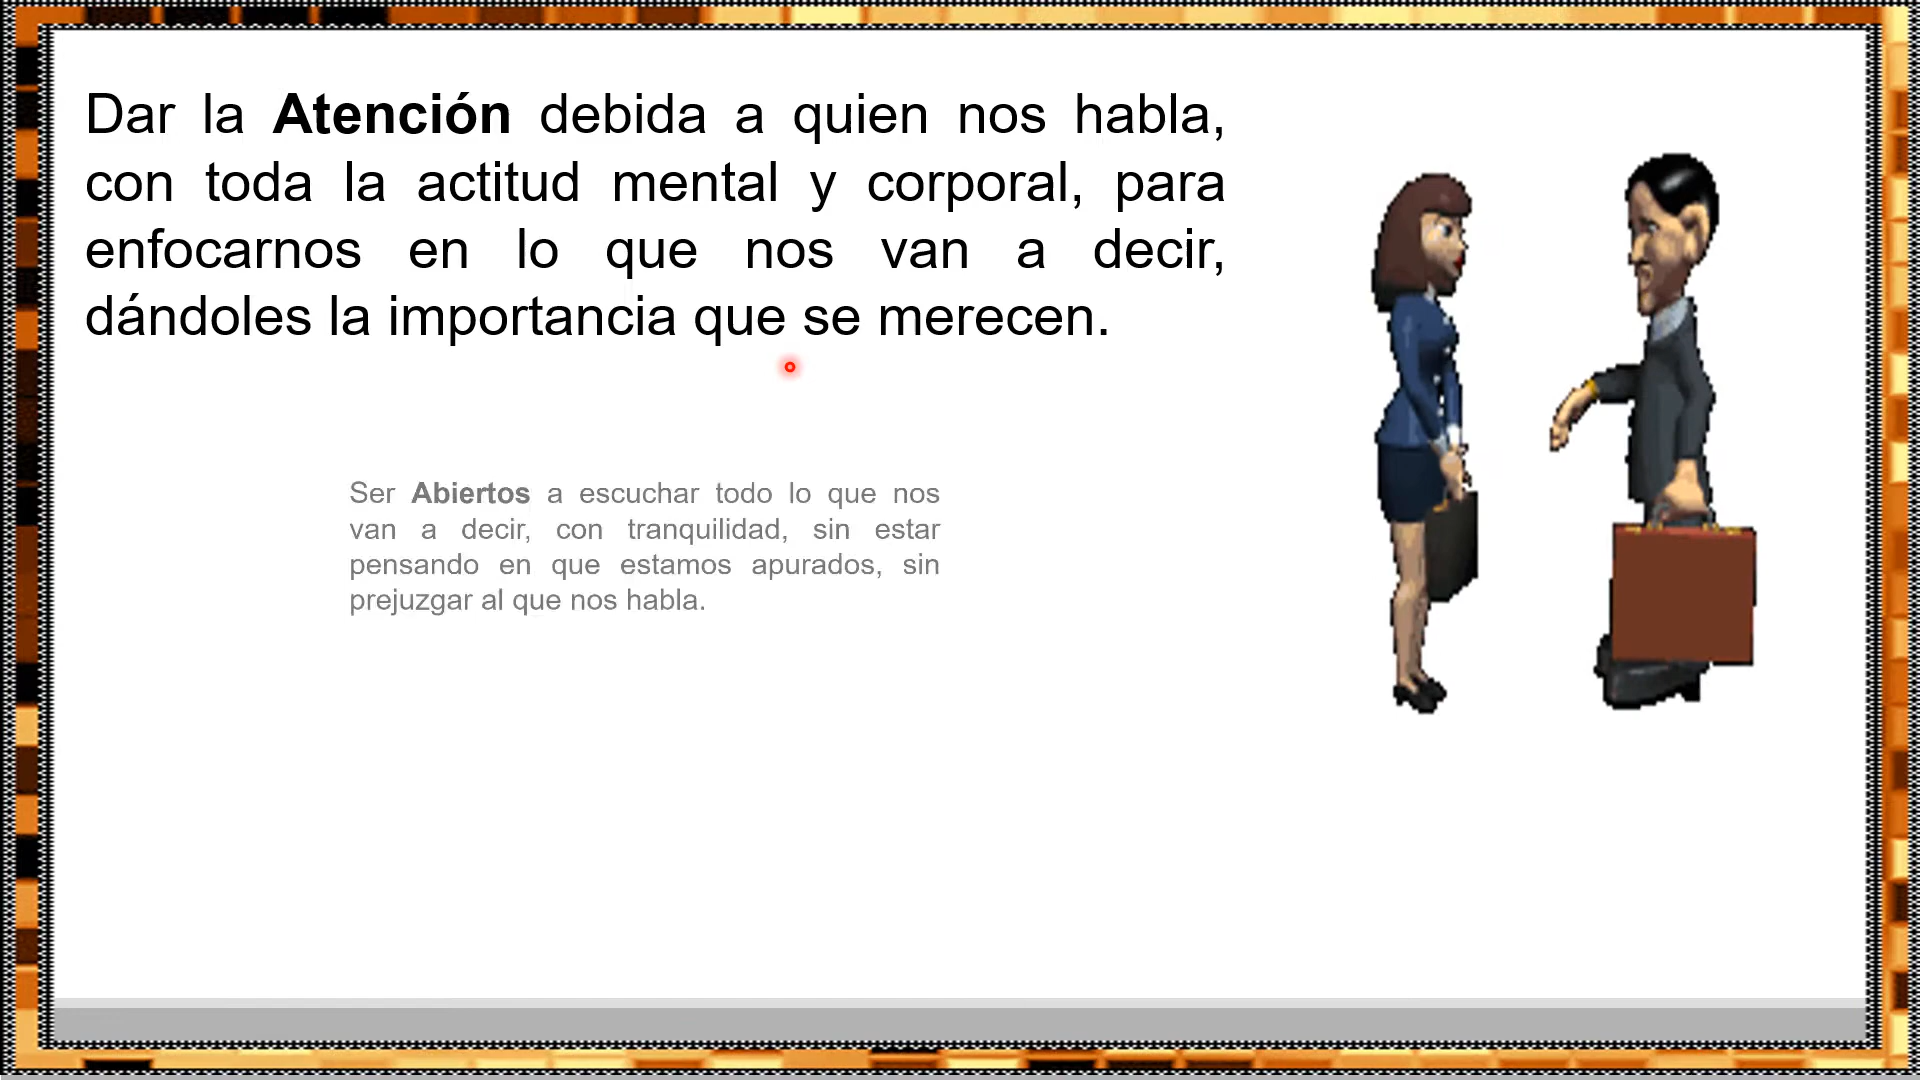 Dar la Atención debida a quien nos habla,
con toda la actitud mental y corporal, para
enfocarnos en lo que nos van a decir,
dándoles la importancia que se merecen.
Ser Abiertos a escuchar todo lo que nos
van a decir, con tranquilidad, sin estar
pensando en que estamos apurados, sin
prejuzgar al que nos habla.